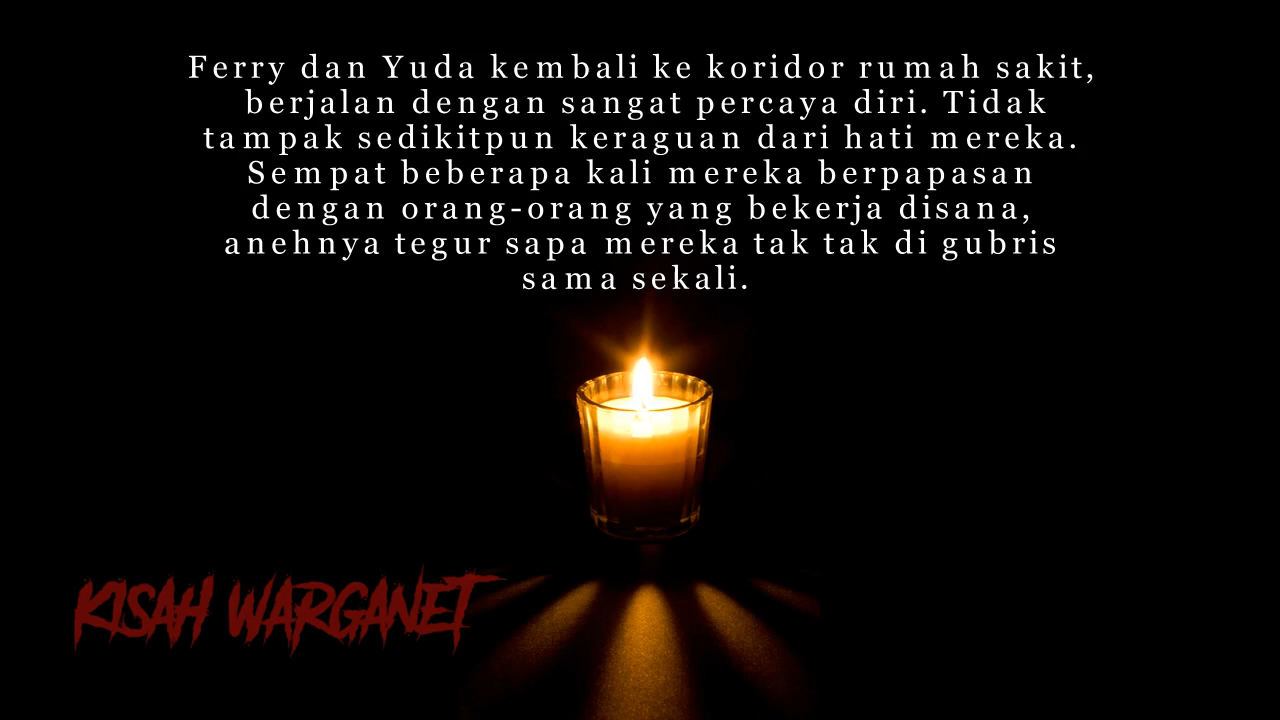 Ferry dan Yuda kembali ke koridor rumah sakit,
berjalan dengan sangat percaya diri. Tidak
tampak sedikitpun keraguan dari hati mereka.
Sempat beberapa kali mereka berpapasan
dengan orang-orang yang bekerja disana,
anehnya tegur sapa mereka tak tak di gubris
sama sekali.
KISAH WARGANET